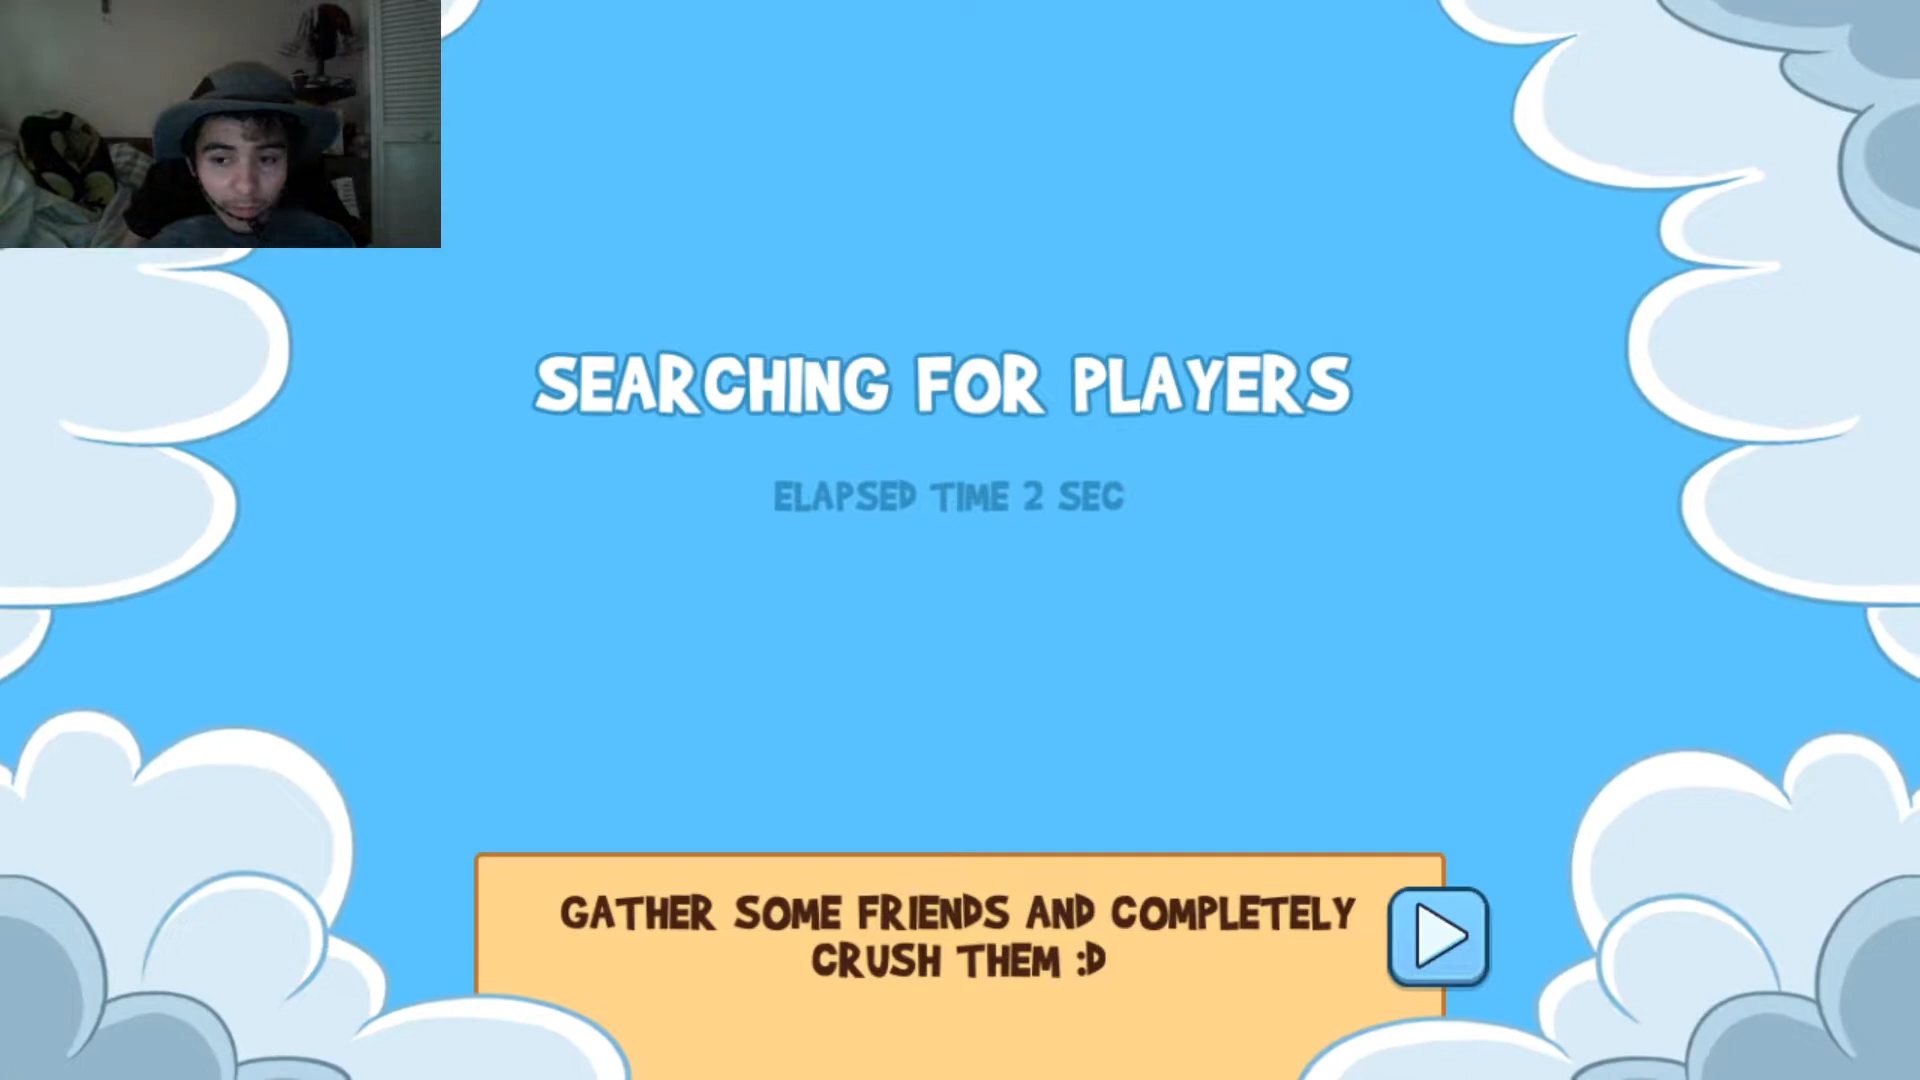 SEARCHING FOR PLAYERS
ELAPSED TIME 2 SEC
GATHER SOME FRIENDS AND COMPLETELY
CRUSH THEM :D